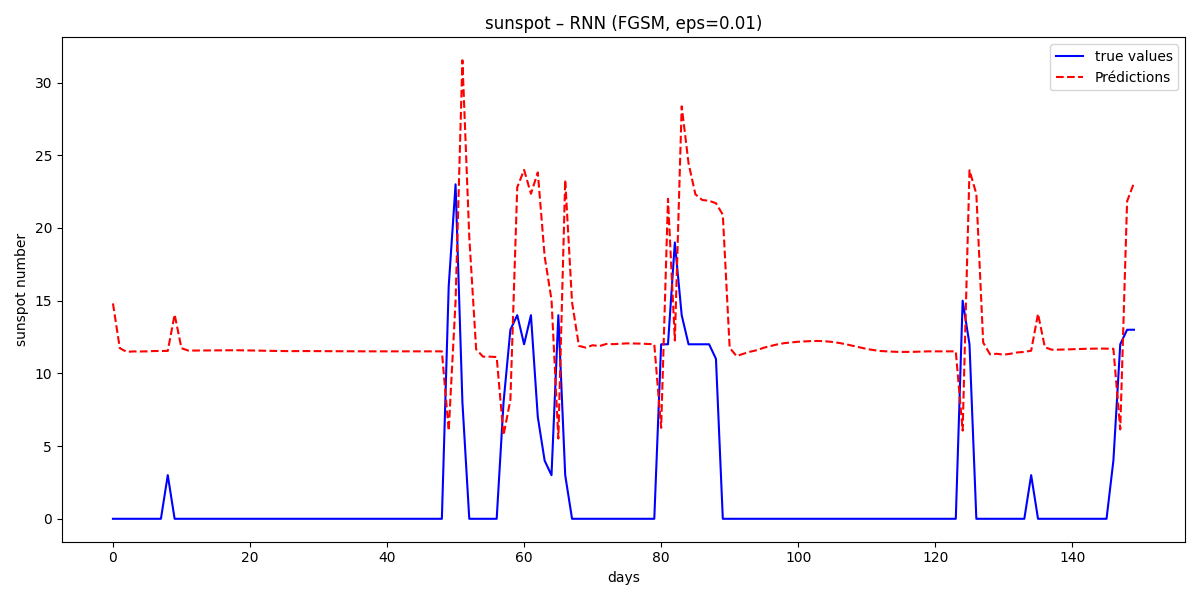 sunspot – RNN (FGSM, eps=0.01)
true values
Prédictions
sunspot number
30
25
20
15
10
5
0
0 20 40 60 80 100 120 140
days